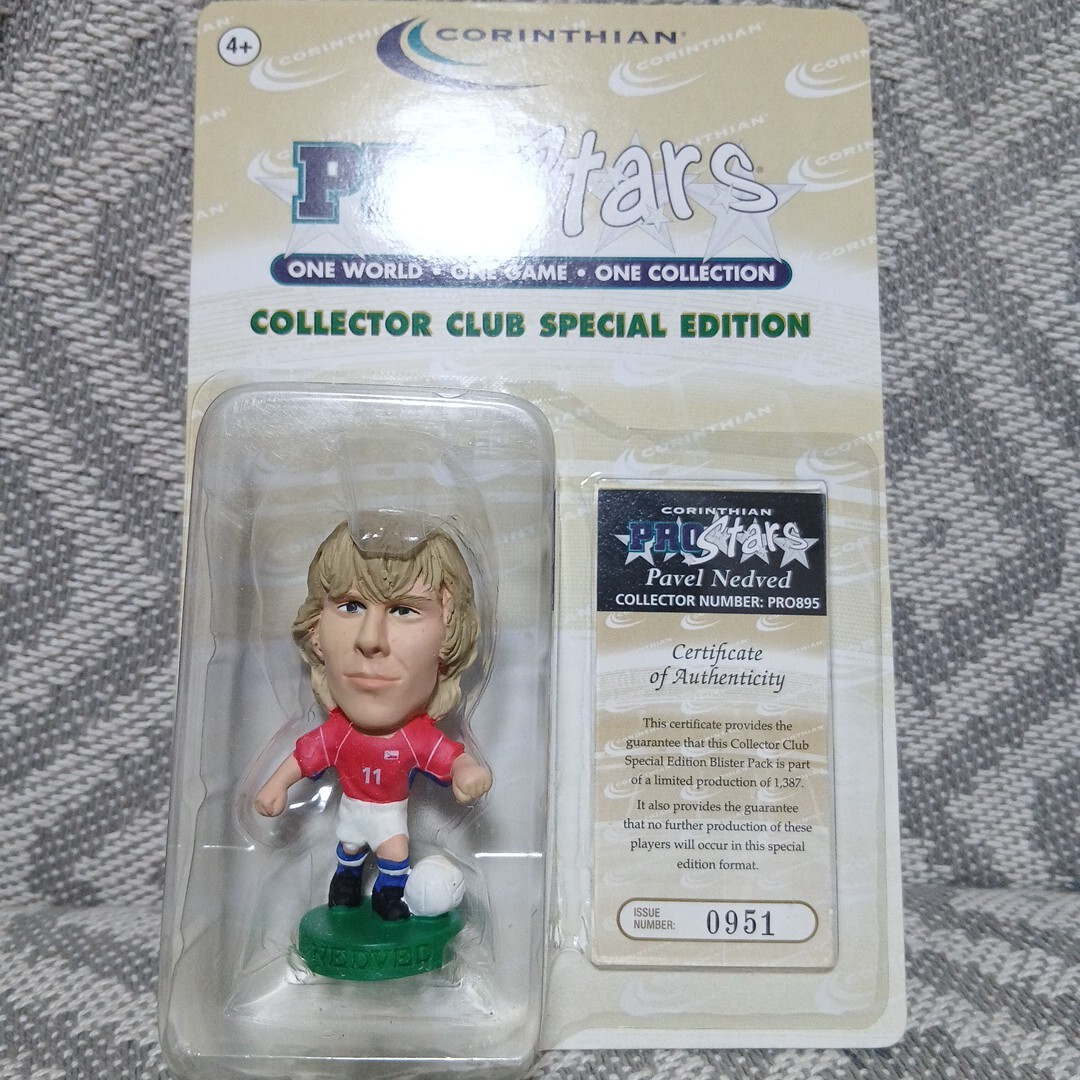 4+
CORINTHIAN
Stars
ONE WORLD • ONE GAME • ONE COLLECTION
COLLECTOR CLUB SPECIAL EDITION
CORINTHIAN
PROStars
Pavel Nedved
COLLECTOR NUMBER: PRO895
Certificate
of Authenticity
This certificate provides the
guarantee that this Collector Club
Special Edition Blister Pack is part
of a limited production of 1,387.
It also provides the guarantee
that no further production of these
players will occur in this special
edition format.
ISSUE
NUMBER: 0951
11
NEDVED